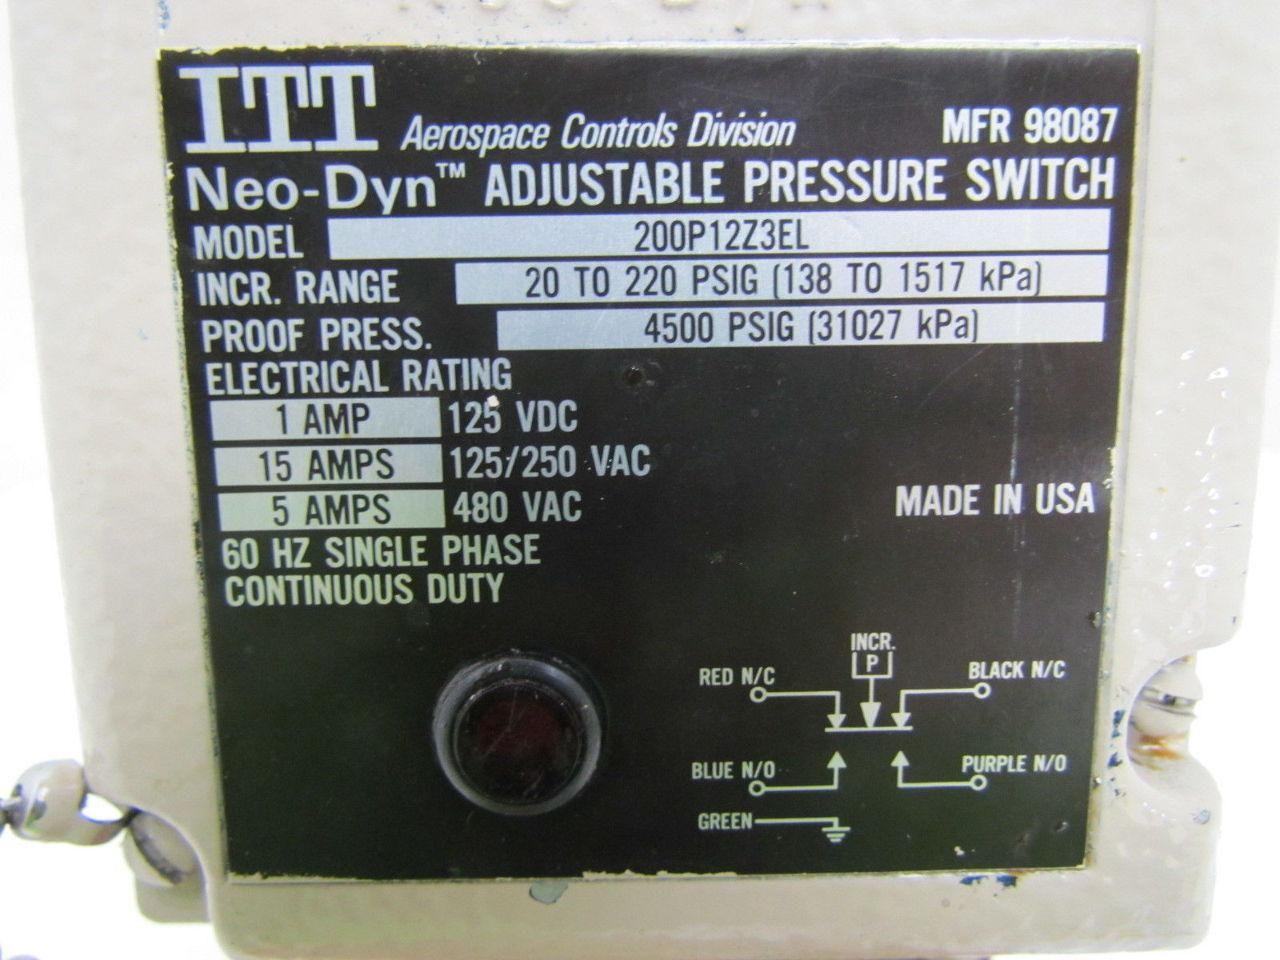 ITT Aerospace Controls Division MFR 98087
Neo-Dyn™ ADJUSTABLE PRESSURE SWITCH
MODEL 200P12Z3EL
INCR. RANGE 20 TO 220 PSIG (138 TO 1517 kPa)
PROOF PRESS. 4500 PSIG (31027 kPa)
ELECTRICAL RATING
1 AMP 125 VDC
15 AMPS 125/250 VAC
5 AMPS 480 VAC
MADE IN USA
60 HZ SINGLE PHASE
CONTINUOUS DUTY
INCR.
P
RED N/C BLACK N/C
BLUE N/O PURPLE N/O
GREEN